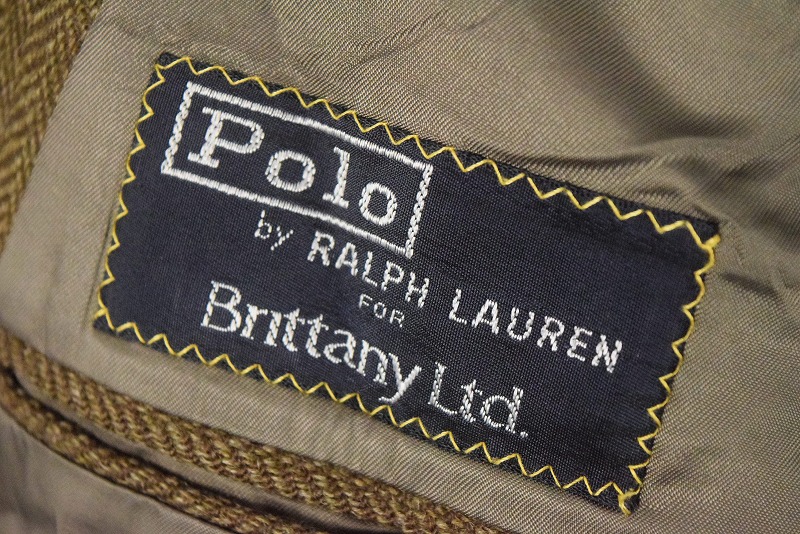 Polo
by RALPH LAUREN
FOR
Brittany Ltd.